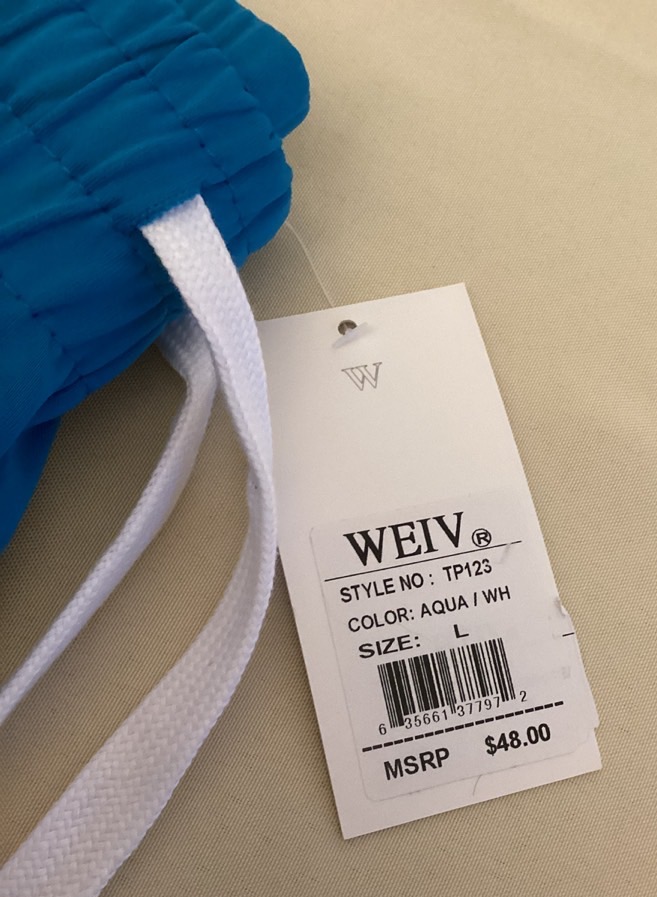 W
WEIV®
STYLE NO : TP123
COLOR: AQUA / WH
SIZE: L
6 35661 37797 2
MSRP $48.00